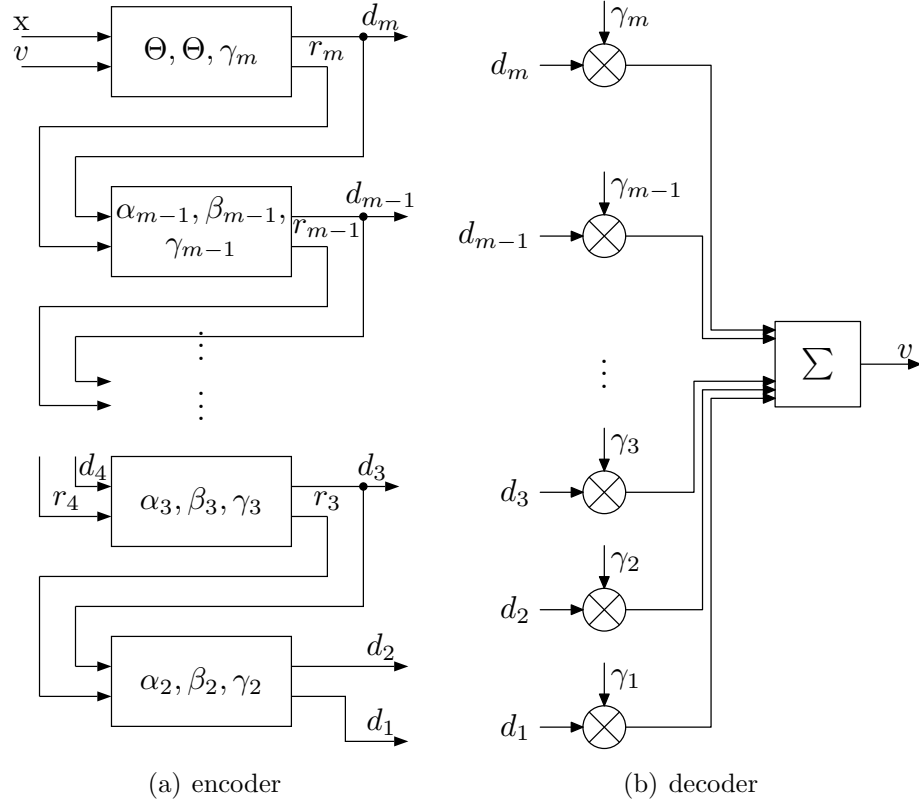 x
v
Θ, Θ, γ_m
d_m
r_m
α_{m−1}, β_{m−1},
γ_{m−1}
d_{m−1}
r_{m−1}
⋮
⋮
d_4
r_4
α_3, β_3, γ_3
d_3
r_3
α_2, β_2, γ_2
d_2
d_1
(a) encoder
γ_m
d_m
γ_{m−1}
d_{m−1}
⋮
γ_3
d_3
γ_2
d_2
γ_1
d_1
∑
v
(b) decoder